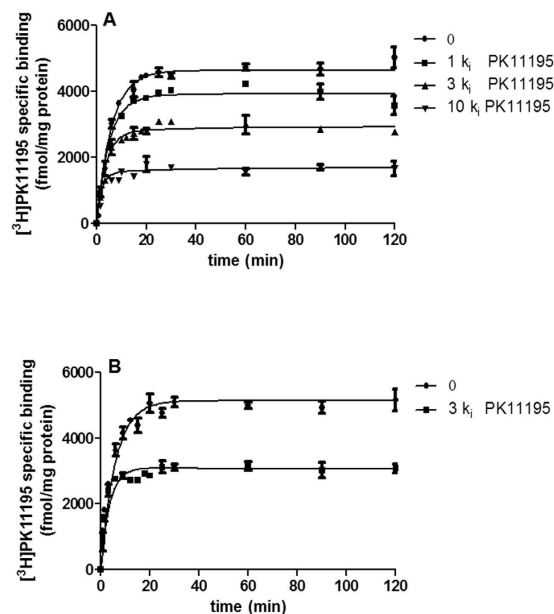 A
[³H]PK11195 specific binding
(fmol/mg protein)
6000
4000
2000
0
0 20 40 60 80 100 120
time (min)
0
1 kᵢ PK11195
3 kᵢ PK11195
10 kᵢ PK11195
B
[³H]PK11195 specific binding
(fmol/mg protein)
6000
4000
2000
0
0 20 40 60 80 100 120
time (min)
0
3 kᵢ PK11195